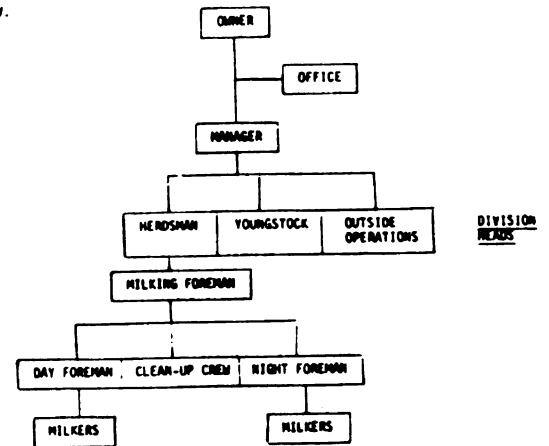 OWNER
OFFICE
MANAGER
HERDSMAN YOUNGSTOCK OUTSIDE OPERATIONS
DIVISION HEADS
MILKING FOREMAN
DAY FOREMAN CLEAN-UP CREW NIGHT FOREMAN
MILKERS MILKERS